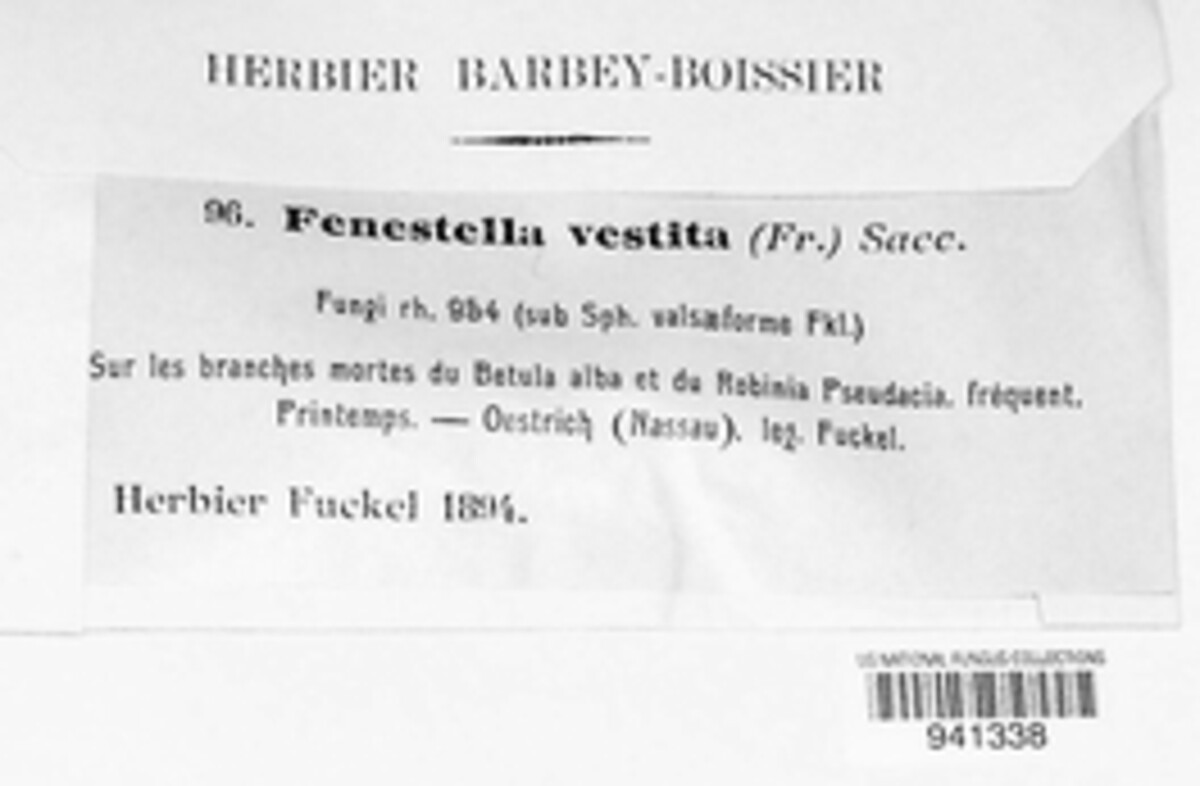 HERBIER BARBEY-BOISSIER
96. Fenestella vestita (Fr.) Sacc.
Fungi rh. 984 (sub Sph. valsæforme Fkl.)
Sur les branches mortes du Betula alba et du Robinia Pseudacia. fréquent.
Printemps. — Oestrich (Nassau). leg. Fuckel.
Herbier Fuckel 1894.
US NATIONAL FUNGUS COLLECTIONS
941338